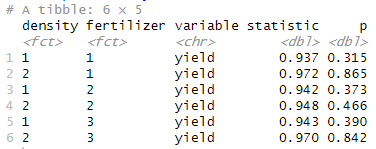 # A tibble: 6 × 5
density fertilizer variable statistic p
<fct> <fct> <chr> <dbl> <dbl>
1 1 1 yield 0.937 0.315
2 2 1 yield 0.972 0.865
3 1 2 yield 0.942 0.373
4 2 2 yield 0.948 0.466
5 1 3 yield 0.943 0.390
6 2 3 yield 0.970 0.842